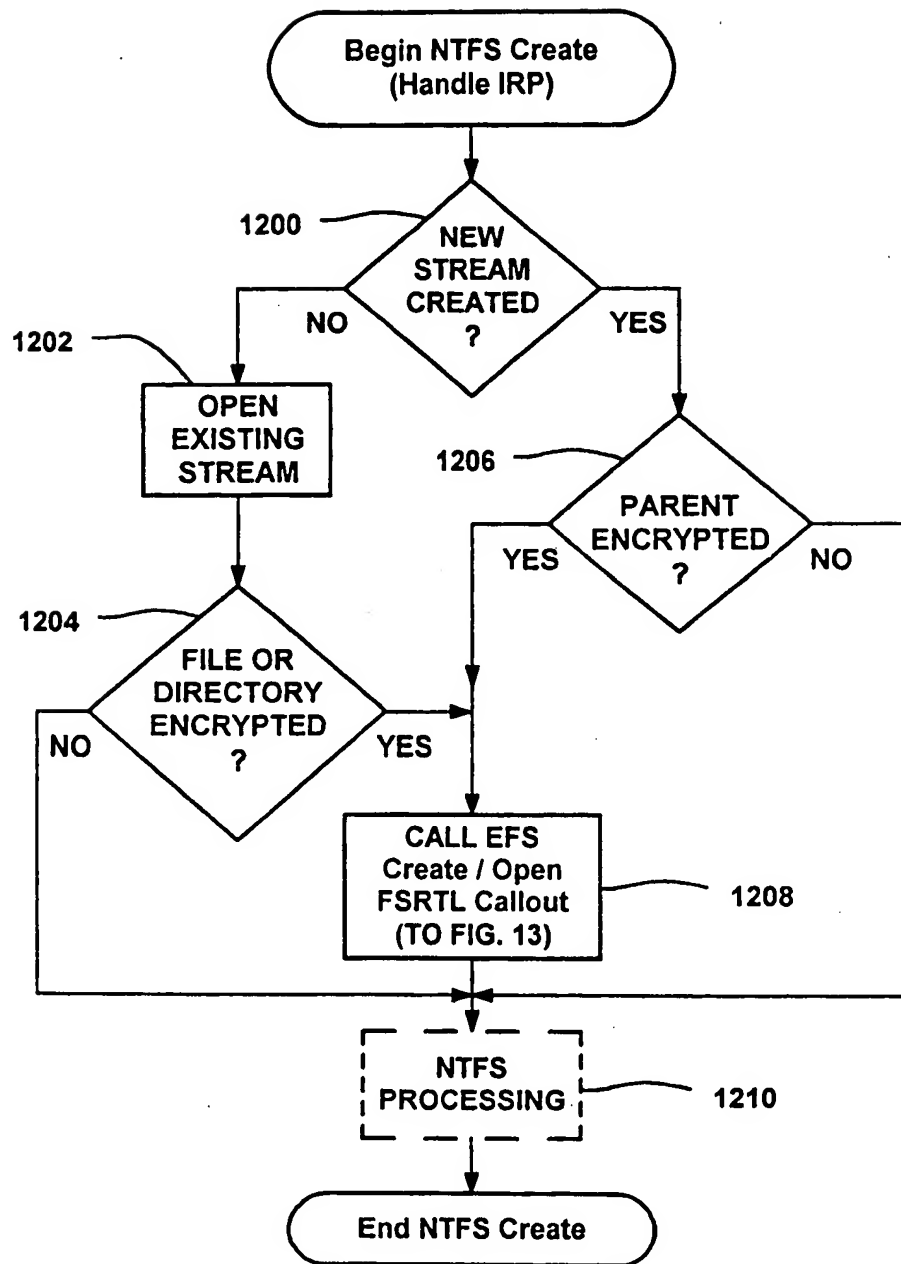 Begin NTFS Create
(Handle IRP)
1200
NEW
STREAM
CREATED
?
NO
YES
1202
OPEN
EXISTING
STREAM
1206
PARENT
ENCRYPTED
?
YES
NO
1204
FILE OR
DIRECTORY
ENCRYPTED
?
NO
YES
CALL EFS
Create / Open
FSRTL Callout
(TO FIG. 13)
1208
NTFS
PROCESSING
1210
End NTFS Create